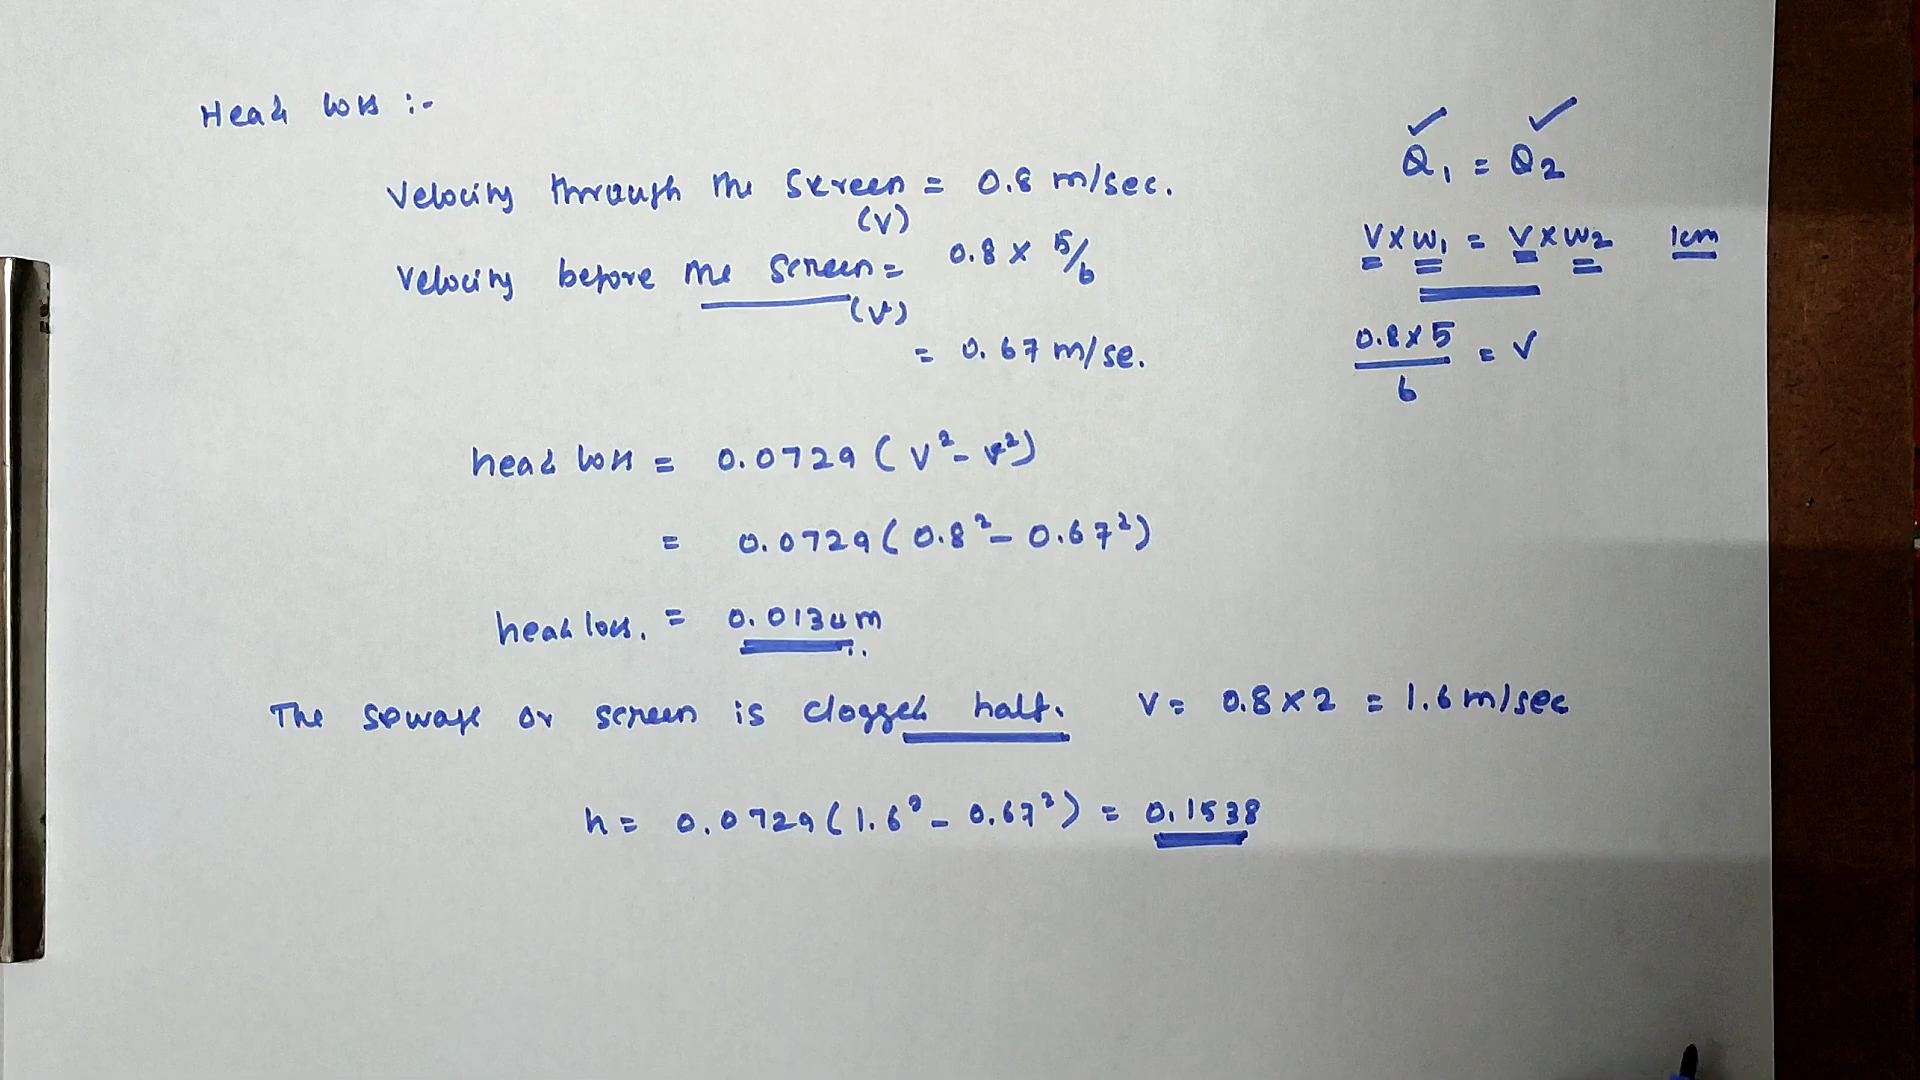 Head loss :-
Velocity through the Screen = 0.8 m/sec.
(V)
Velocity before the screen = 0.8 x 5/6
(v)
= 0.67 m/se.
head loss = 0.0729 (V² - v²)
= 0.0729 (0.8² - 0.67²)
head loss. = 0.0134m
The sewage or screen is clogged half. V = 0.8 x 2 = 1.6 m/sec
h = 0.0729 (1.6² - 0.67²) = 0.1538
Q₁ = Q₂
V x W₁ = V x W₂ 1cm
0.8 x 5 / 6 = v